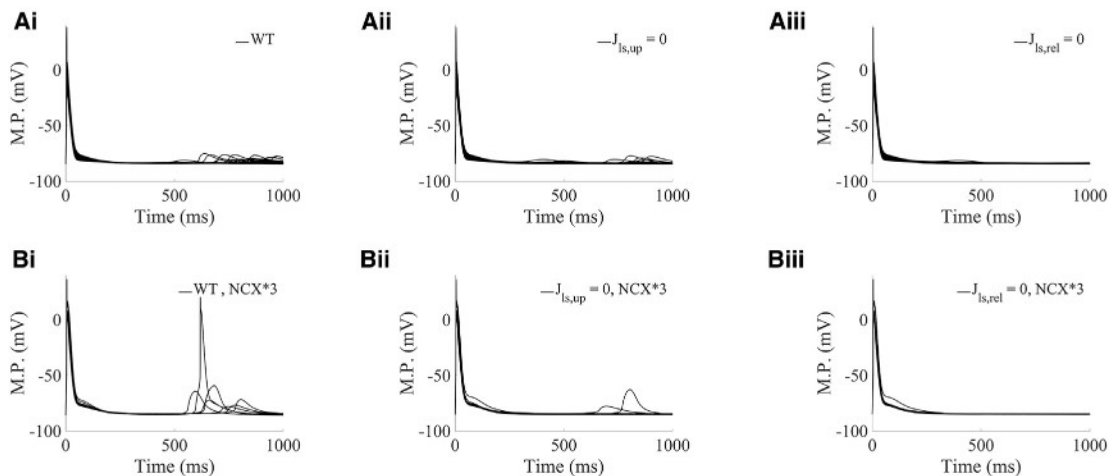 Ai
— WT
0
-50
-100
M.P. (mV)
0
500
1000
Time (ms)
Aii
— J_ls,up = 0
0
-50
-100
M.P. (mV)
0
500
1000
Time (ms)
Aiii
— J_ls,rel = 0
0
-50
-100
M.P. (mV)
0
500
1000
Time (ms)
Bi
— WT , NCX*3
0
-50
-100
M.P. (mV)
0
500
1000
Time (ms)
Bii
— J_ls,up = 0, NCX*3
0
-50
-100
M.P. (mV)
0
500
1000
Time (ms)
Biii
— J_ls,rel = 0, NCX*3
0
-50
-100
M.P. (mV)
0
500
1000
Time (ms)